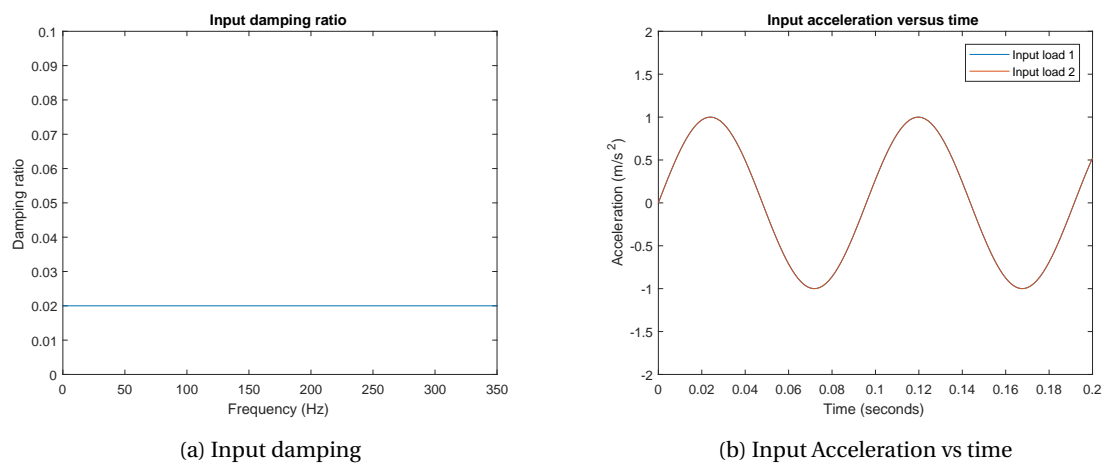 Input damping ratio
0.1
0.09
0.08
0.07
0.06
0.05
0.04
0.03
0.02
0.01
0
Damping ratio
0 50 100 150 200 250 300 350
Frequency (Hz)
(a) Input damping
Input acceleration versus time
Input load 1
Input load 2
2
1.5
1
0.5
0
-0.5
-1
-1.5
-2
Acceleration (m/s²)
0 0.02 0.04 0.06 0.08 0.1 0.12 0.14 0.16 0.18 0.2
Time (seconds)
(b) Input Acceleration vs time